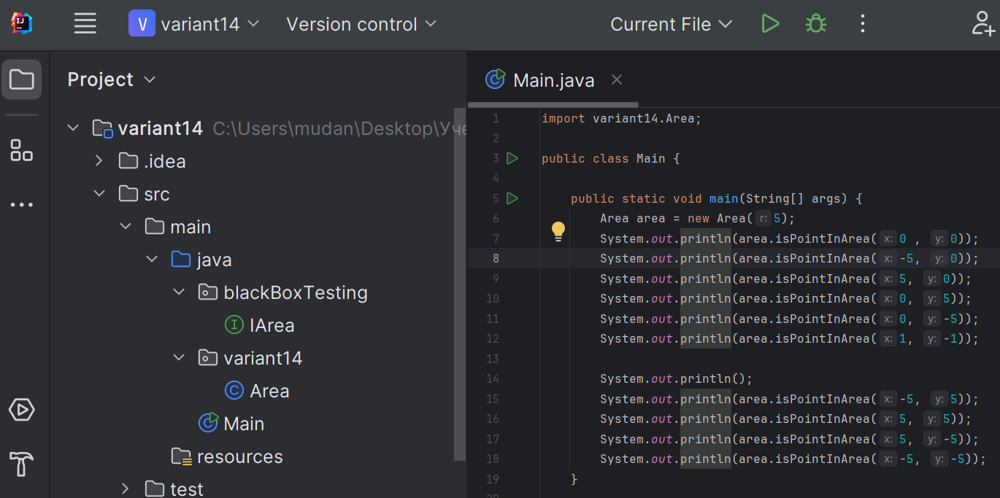 V variant14 Version control Current File
Project
variant14 C:\Users\mudan\Desktop\Уче
.idea
src
main
java
blackBoxTesting
IArea
variant14
Area
Main
resources
test
Main.java
1 import variant14.Area;
2
3 public class Main {
4
5 public static void main(String[] args) {
6 Area area = new Area( r: 5);
7 System.out.println(area.isPointInArea( x: 0 , y: 0));
8 System.out.println(area.isPointInArea( x: -5, y: 0));
9 System.out.println(area.isPointInArea( x: 5, y: 0));
10 System.out.println(area.isPointInArea( x: 0, y: 5));
11 System.out.println(area.isPointInArea( x: 0, y: -5));
12 System.out.println(area.isPointInArea( x: 1, y: -1));
13
14 System.out.println();
15 System.out.println(area.isPointInArea( x: -5, y: 5));
16 System.out.println(area.isPointInArea( x: 5, y: 5));
17 System.out.println(area.isPointInArea( x: 5, y: -5));
18 System.out.println(area.isPointInArea( x: -5, y: -5));
19 }
20